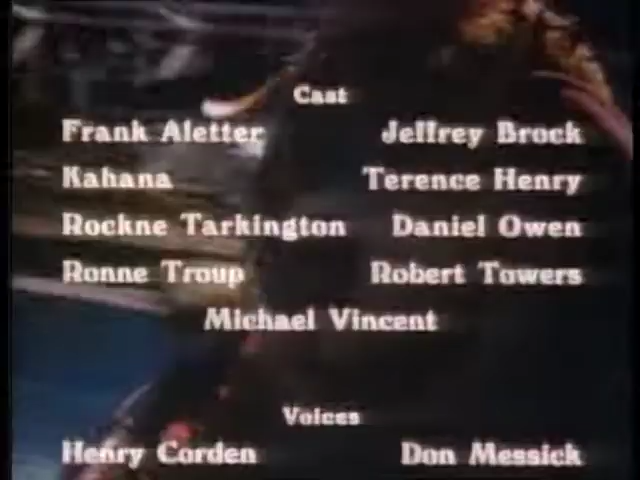 Cast
Frank Aletter Jeffrey Brock
Kahana Terence Henry
Rockne Tarkington Daniel Owen
Ronne Troup Robert Towers
Michael Vincent
Voices
Henry Corden Don Messick